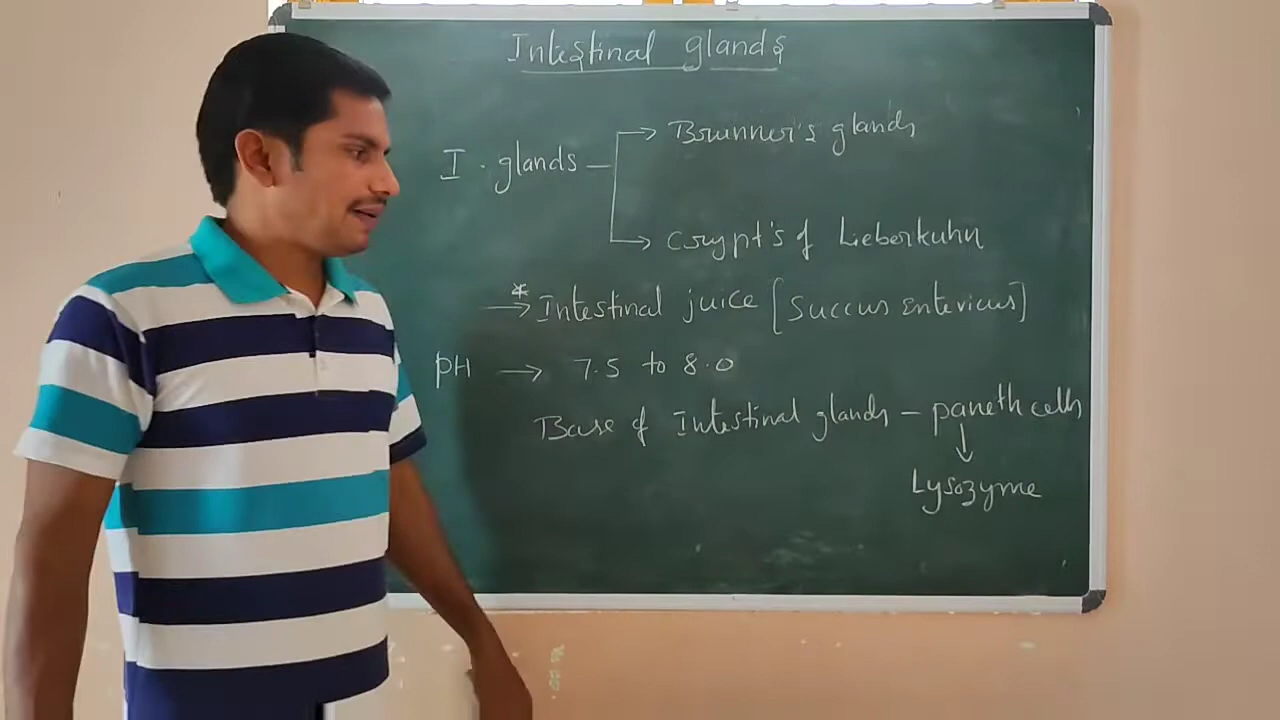 Intestinal glands
I. glands — → Brunner's glands
→ Crypt's of Lieberkuhn
* → Intestinal juice [Succus entericus]
pH → 7.5 to 8.0
Base of Intestinal glands – paneth cells
↓
Lysozyme